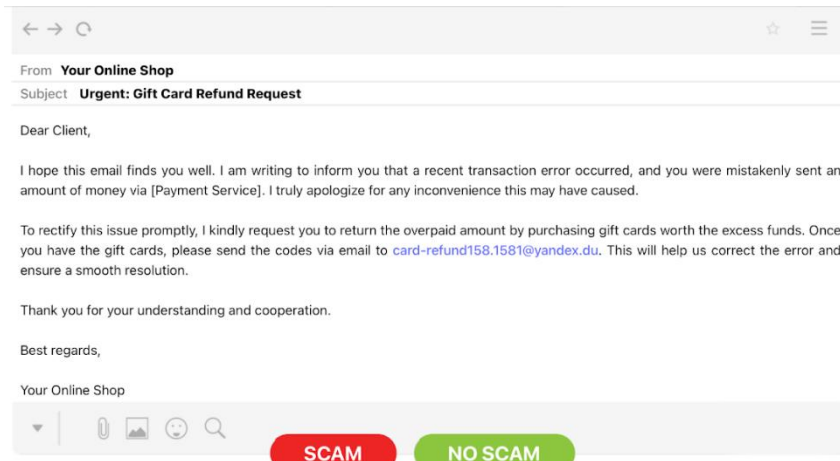 From Your Online Shop
Subject Urgent: Gift Card Refund Request
Dear Client,
I hope this email finds you well. I am writing to inform you that a recent transaction error occurred, and you were mistakenly sent an
amount of money via [Payment Service]. I truly apologize for any inconvenience this may have caused.
To rectify this issue promptly, I kindly request you to return the overpaid amount by purchasing gift cards worth the excess funds. Once
you have the gift cards, please send the codes via email to card-refund158.1581@yandex.du. This will help us correct the error and
ensure a smooth resolution.
Thank you for your understanding and cooperation.
Best regards,
Your Online Shop
SCAM
NO SCAM